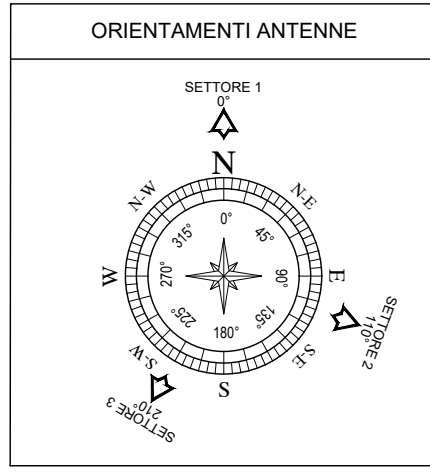 ORIENTAMENTI ANTENNE
SETTORE 1
0°
N
N-W
N-E
0°
315°
45°
W
270°
90°
E
225°
135°
180°
S-W
S-E
S
SETTORE 2
110°
SETTORE 3
210°